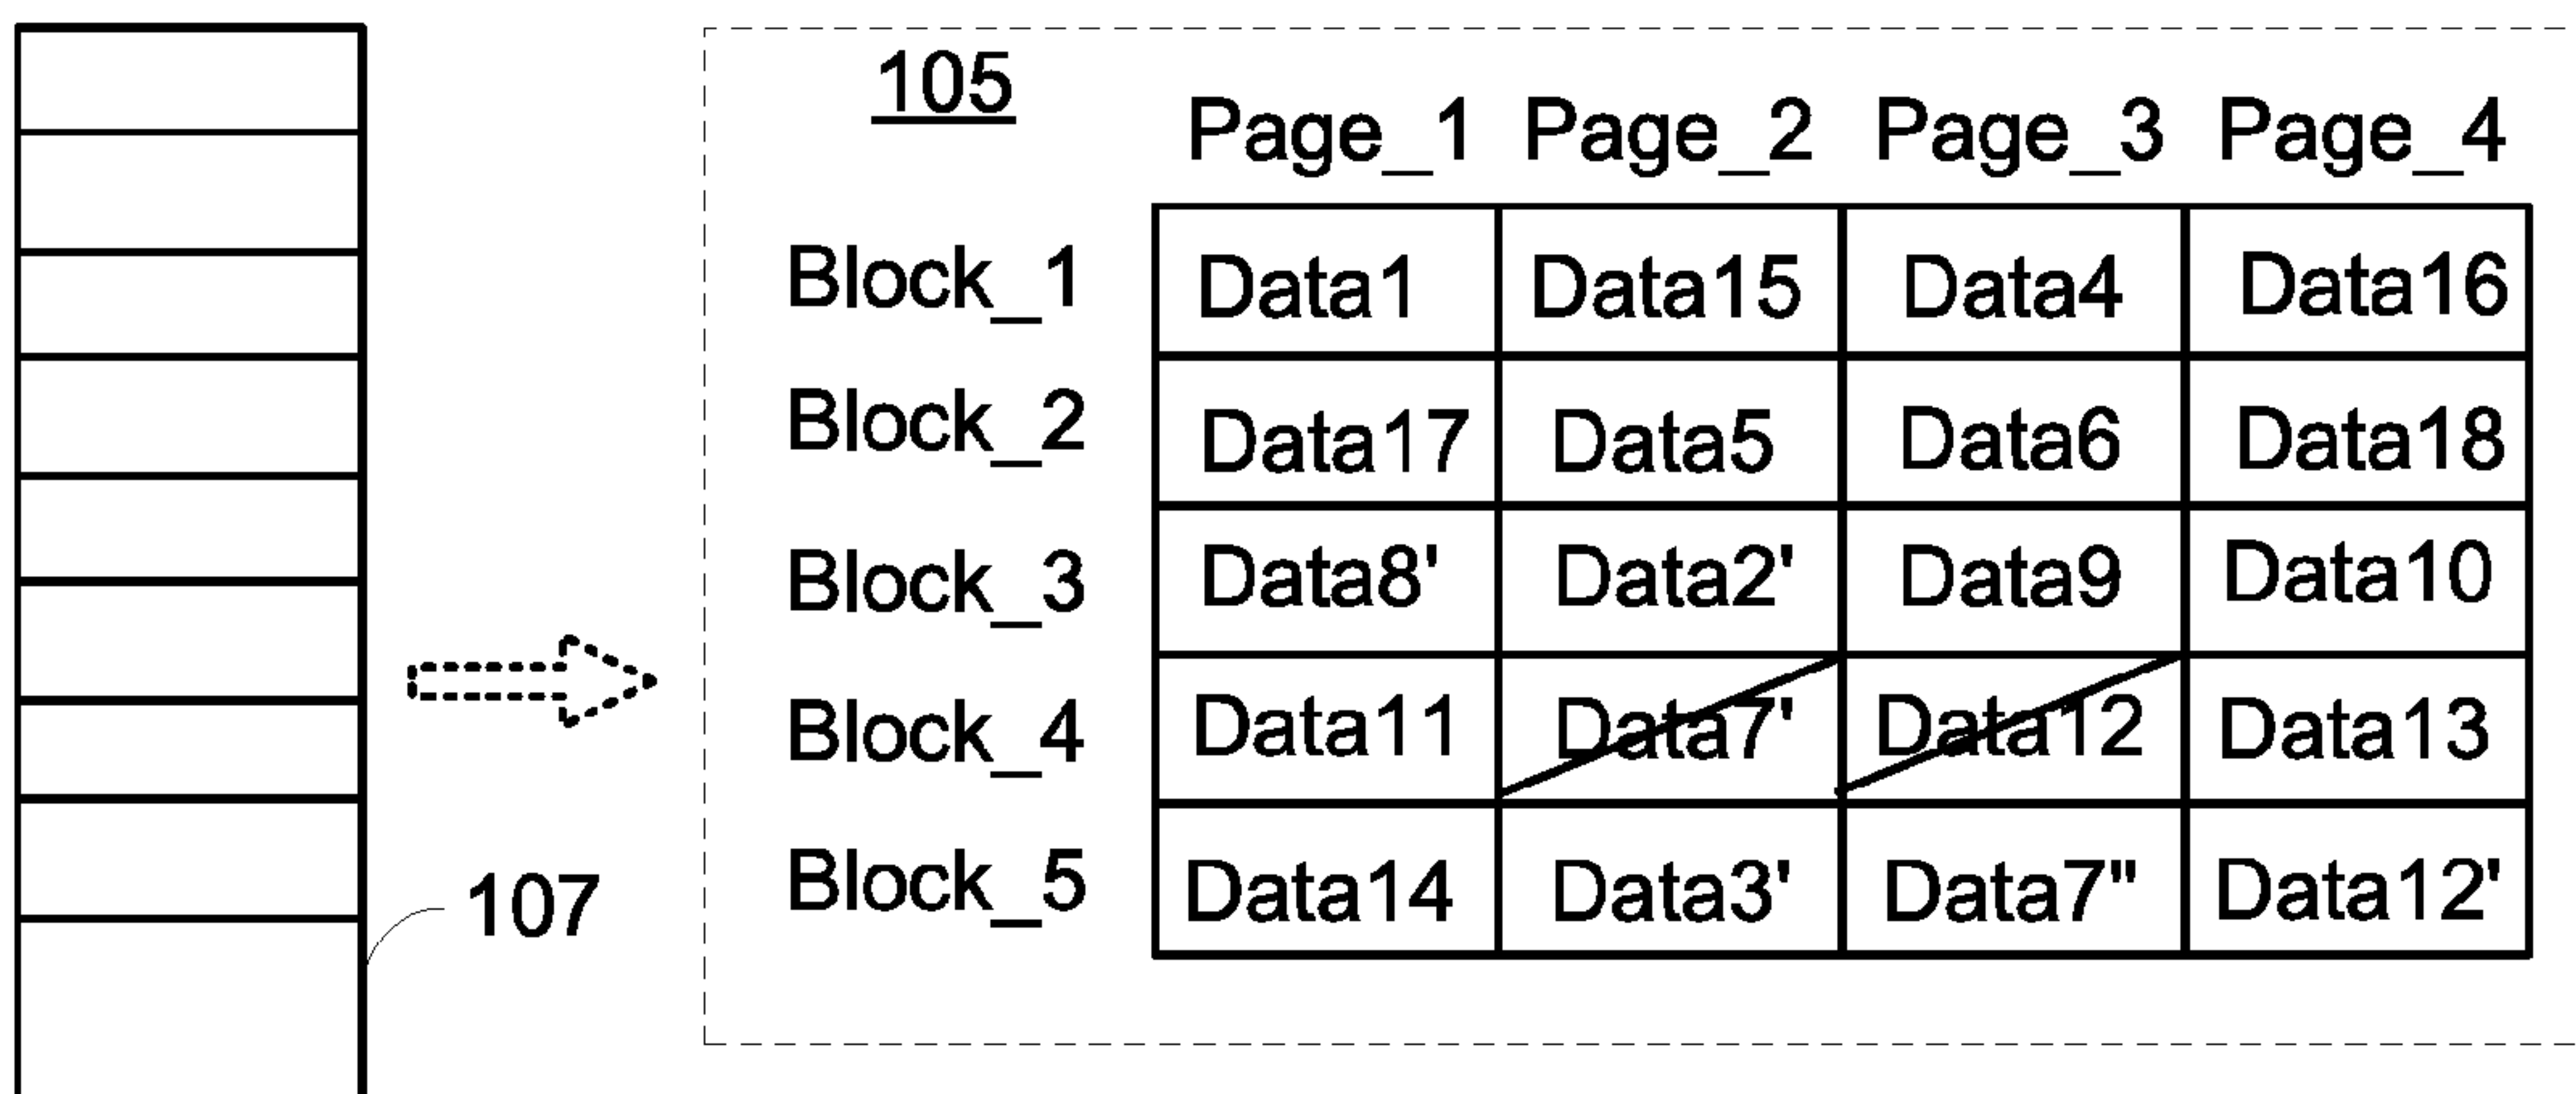 105
Page_1 Page_2 Page_3 Page_4
Block_1 Data1 Data15 Data4 Data16
Block_2 Data17 Data5 Data6 Data18
Block_3 Data8' Data2' Data9 Data10
Block_4 Data11 Data7' Data12 Data13
Block_5 Data14 Data3' Data7" Data12'
107